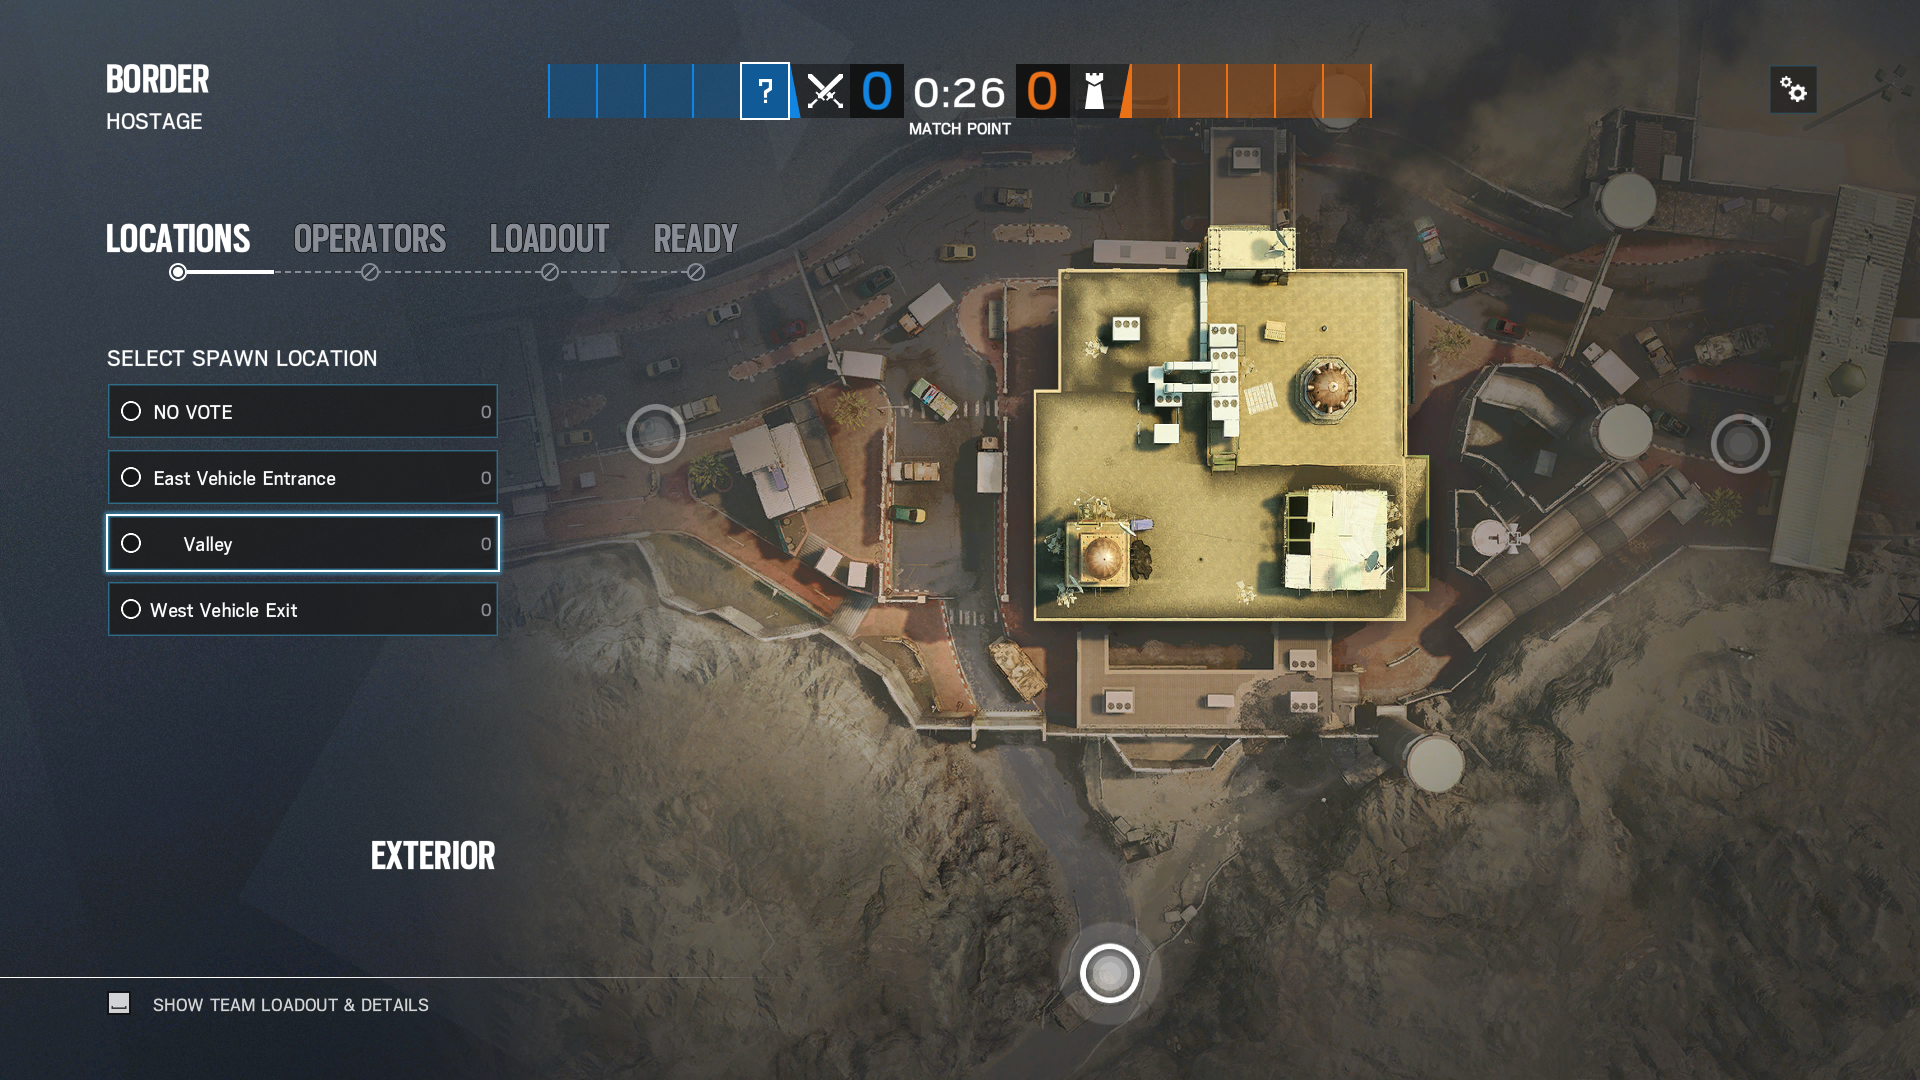 BORDER
HOSTAGE
?
0
0:26
0
MATCH POINT
LOCATIONS
OPERATORS
LOADOUT
READY
SELECT SPAWN LOCATION
NO VOTE 0
East Vehicle Entrance 0
Valley 0
West Vehicle Exit 0
EXTERIOR
SHOW TEAM LOADOUT & DETAILS